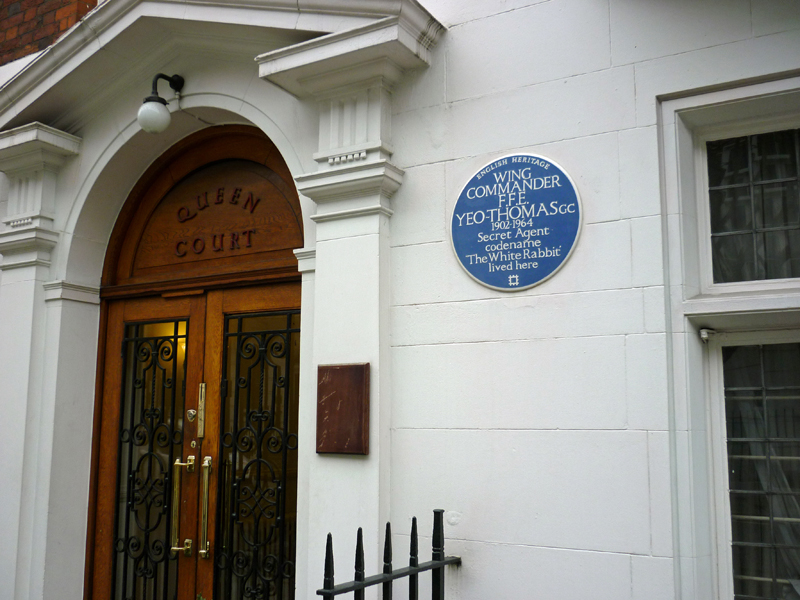 QUEEN
COURT
ENGLISH HERITAGE
WING
COMMANDER
F.F.E.
YEO-THOMAS GC
1902-1964
Secret Agent
codename
'The White Rabbit'
lived here